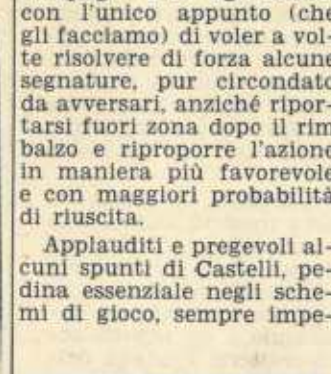 con l'unico appunto (che
gli facciamo) di voler a vol-
te risolvere di forza alcune
segnature, pur circondato
da avversari, anziché ripor-
tarsi fuori zona dopo il rim
balzo e riproporre l'azione
in maniera più favorevole
e con maggiori probabilità
di riuscita.
Applauditi e pregevoli al-
cuni spunti di Castelli, pe-
dina essenziale negli sche-
mi di gioco, sempre impe-